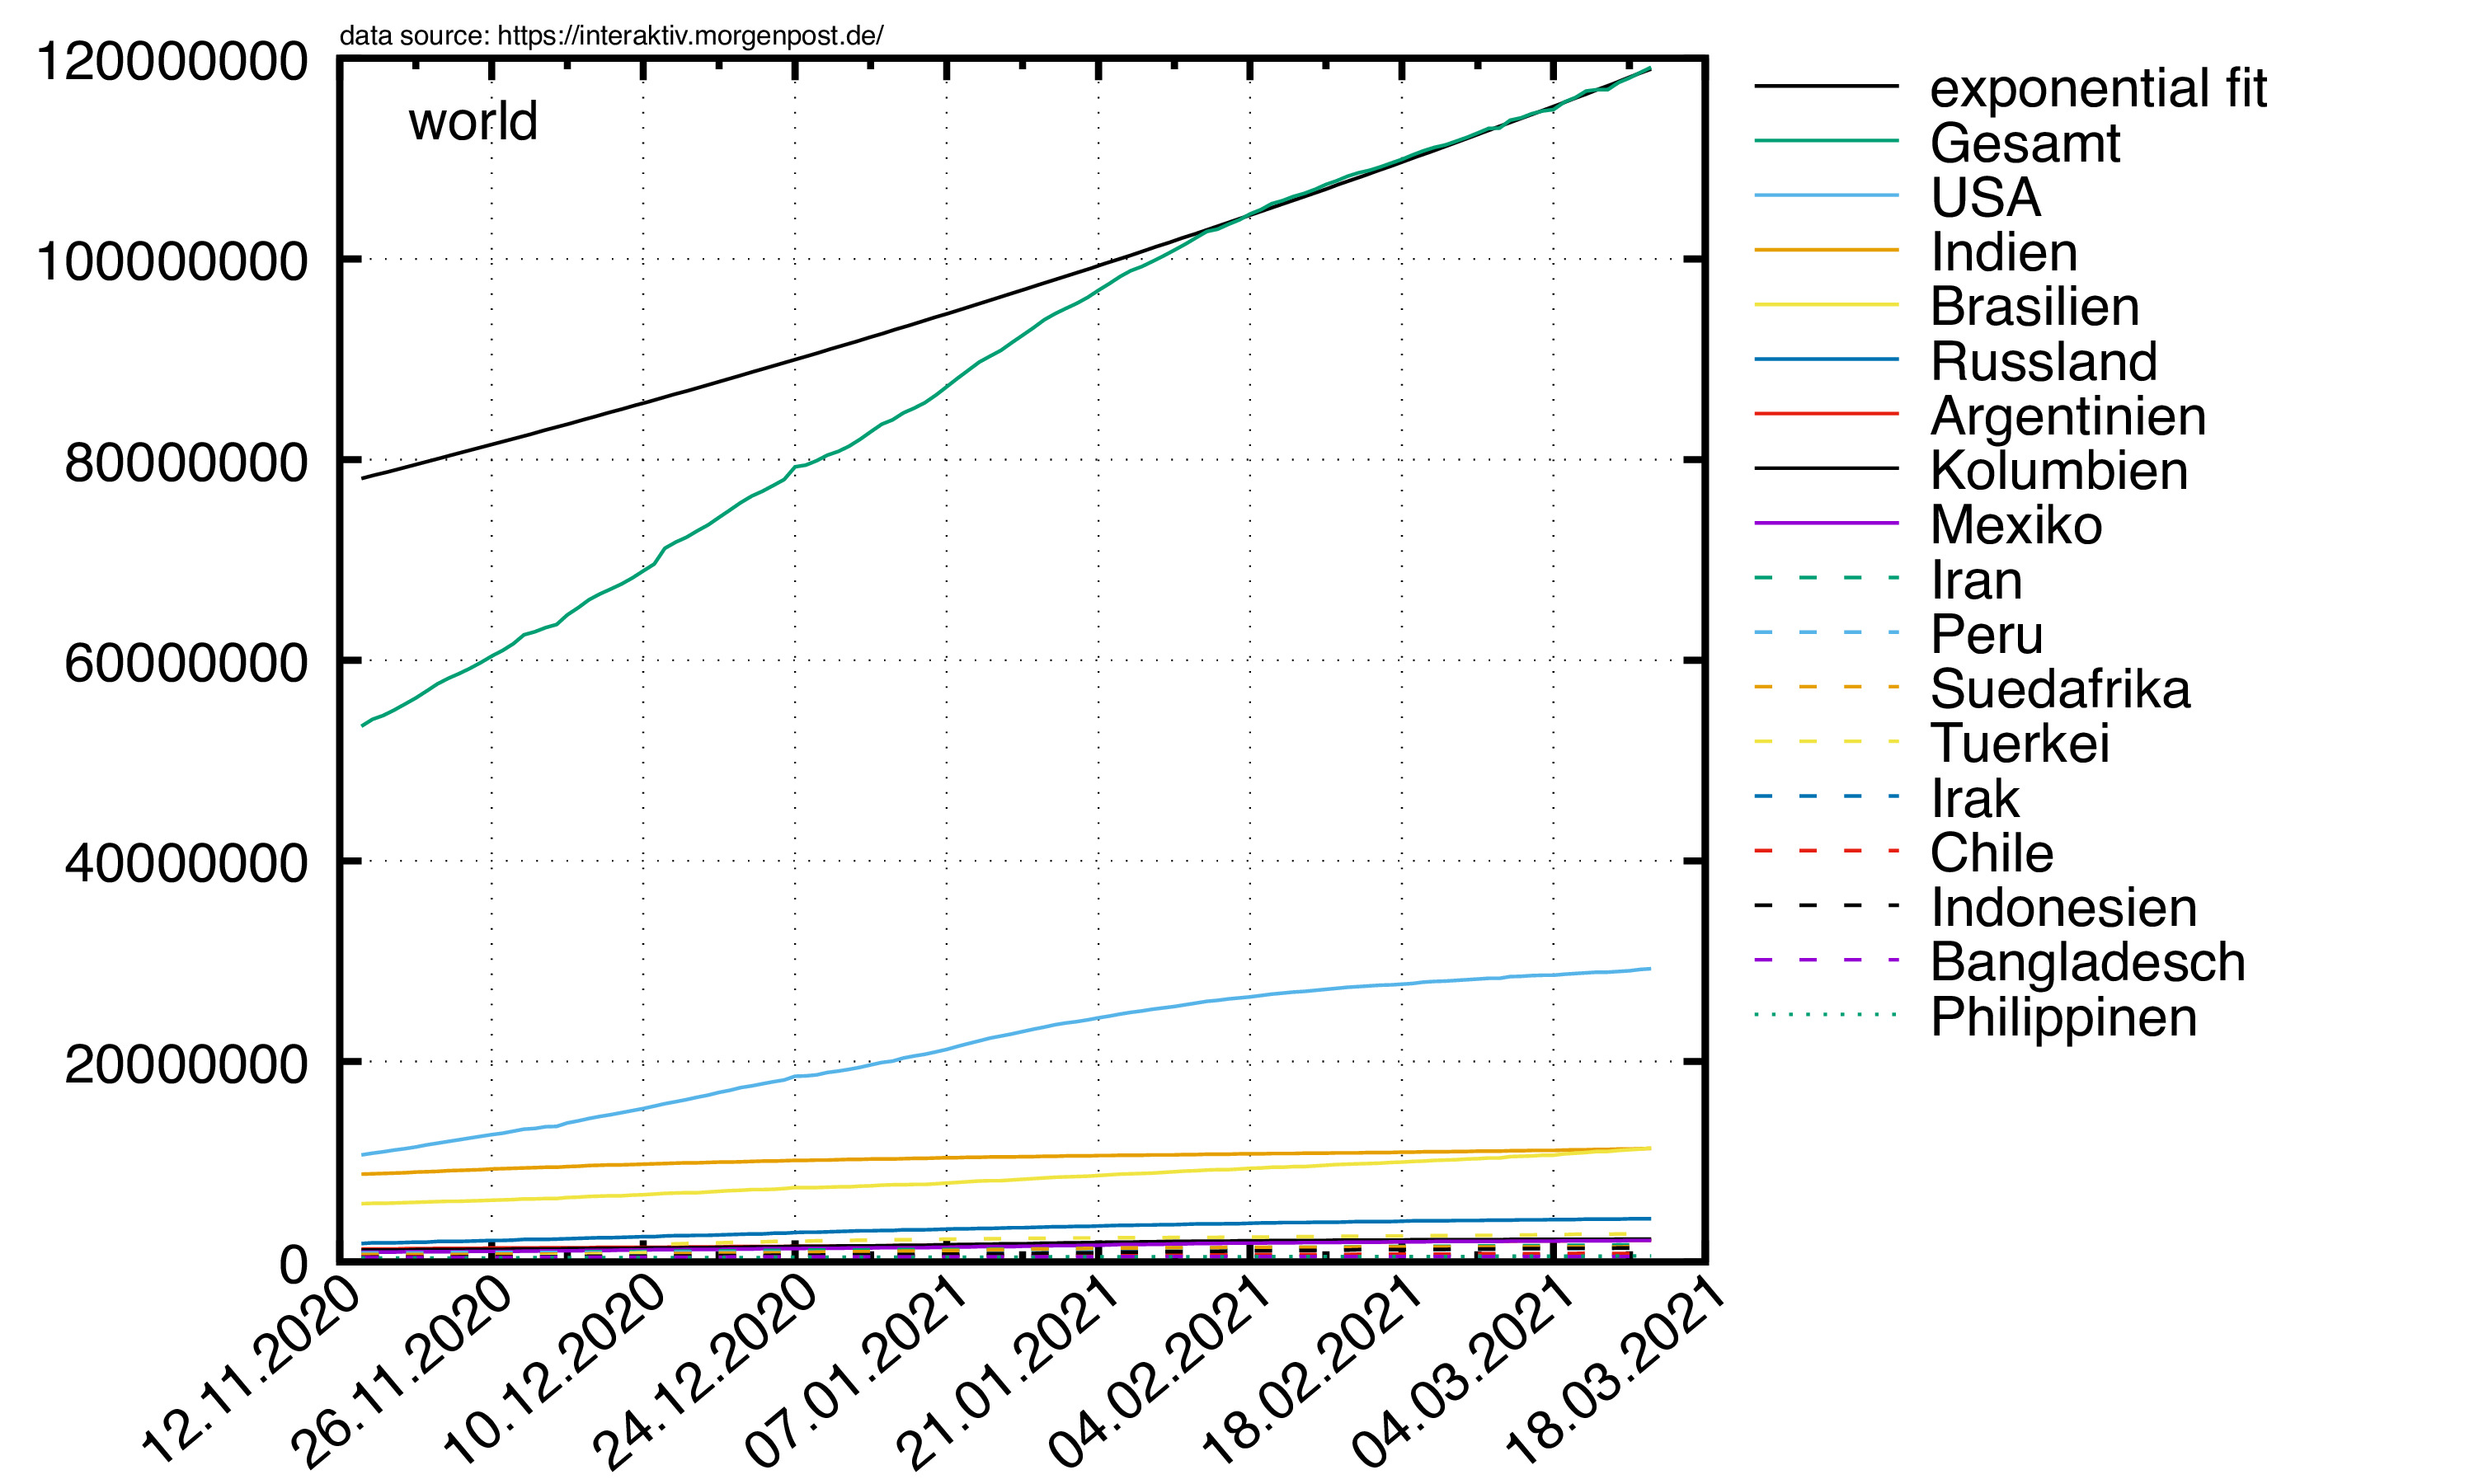 data source: https://interaktiv.morgenpost.de/
world
120000000
100000000
80000000
60000000
40000000
20000000
0
12.11.2020
26.11.2020
10.12.2020
24.12.2020
07.01.2021
21.01.2021
04.02.2021
18.02.2021
04.03.2021
18.03.2021
exponential fit
Gesamt
USA
Indien
Brasilien
Russland
Argentinien
Kolumbien
Mexiko
Iran
Peru
Suedafrika
Tuerkei
Irak
Chile
Indonesien
Bangladesch
Philippinen